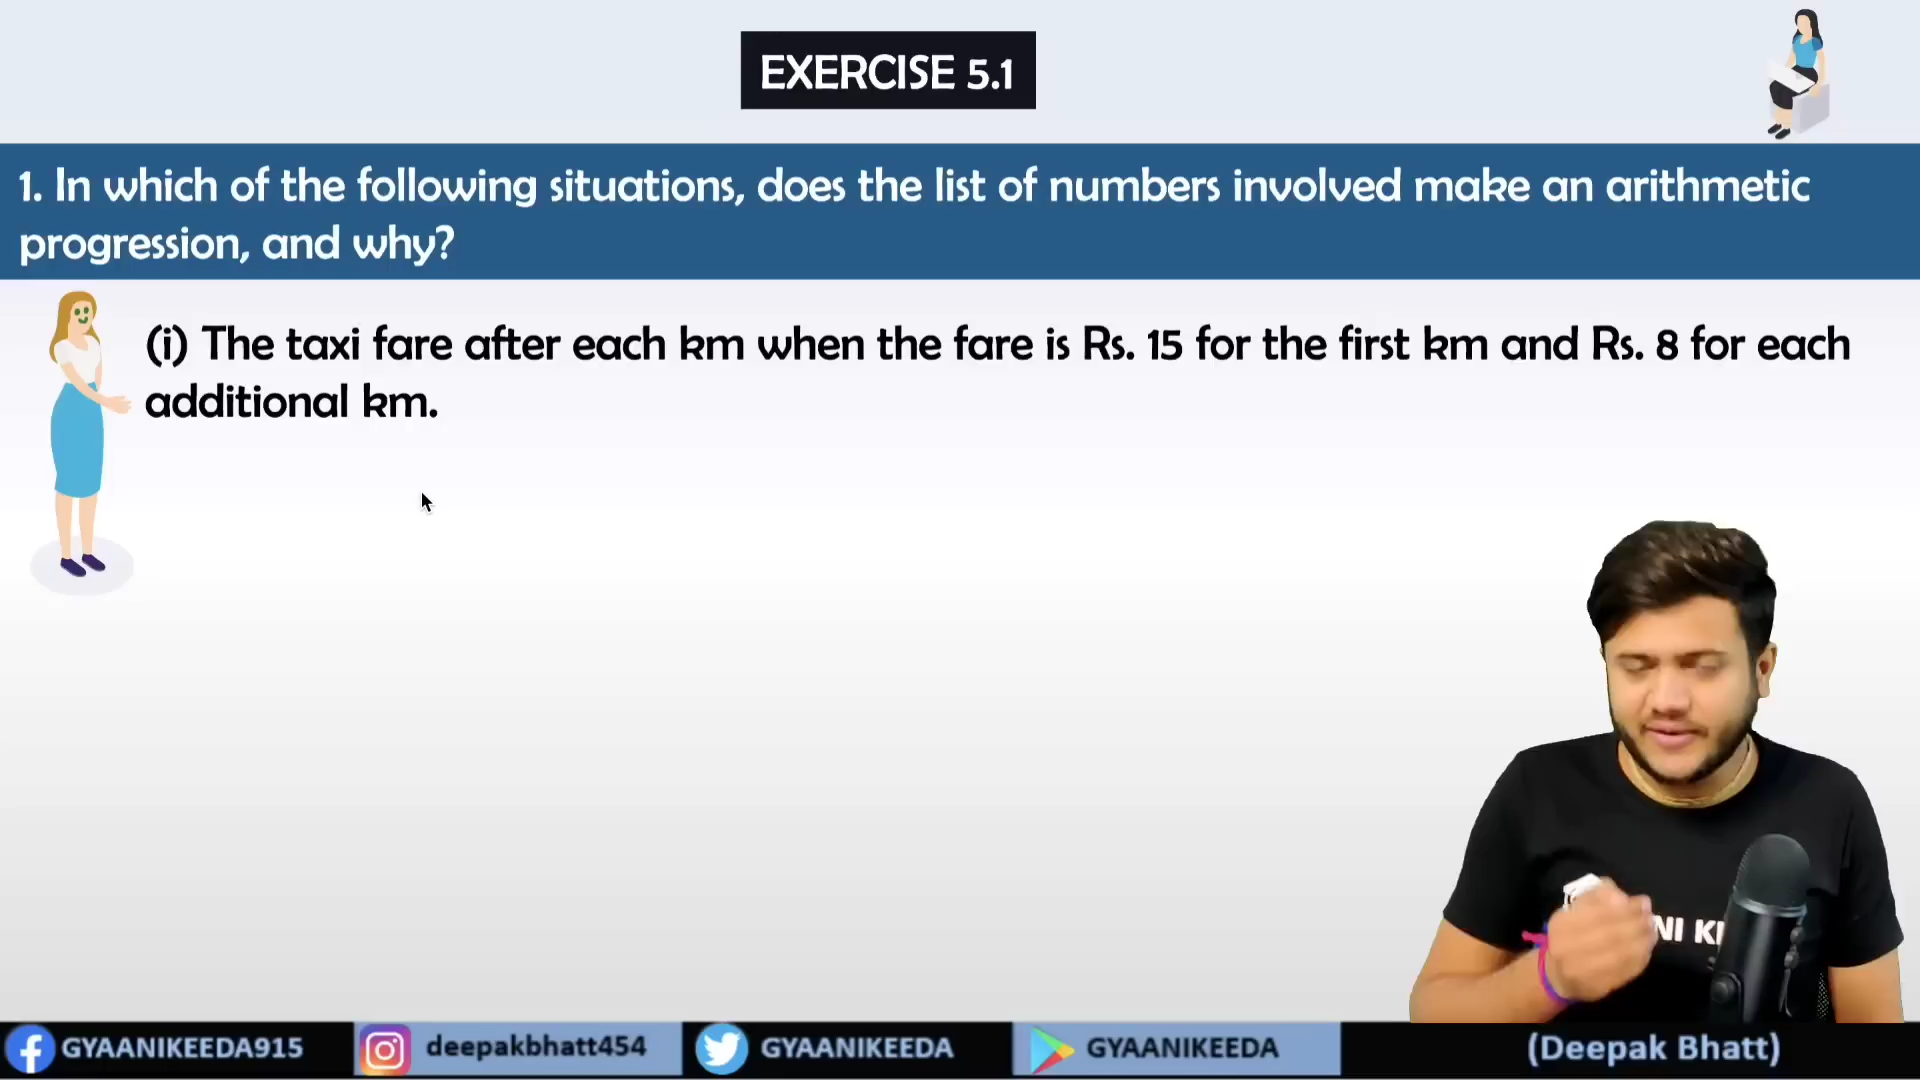 EXERCISE 5.1
1. In which of the following situations, does the list of numbers involved make an arithmetic
progression, and why?
(i) The taxi fare after each km when the fare is Rs. 15 for the first km and Rs. 8 for each
additional km.
NI K
GYAANIKEEDA915
deepakbhatt454
GYAANIKEEDA
GYAANIKEEDA
(Deepak Bhatt)